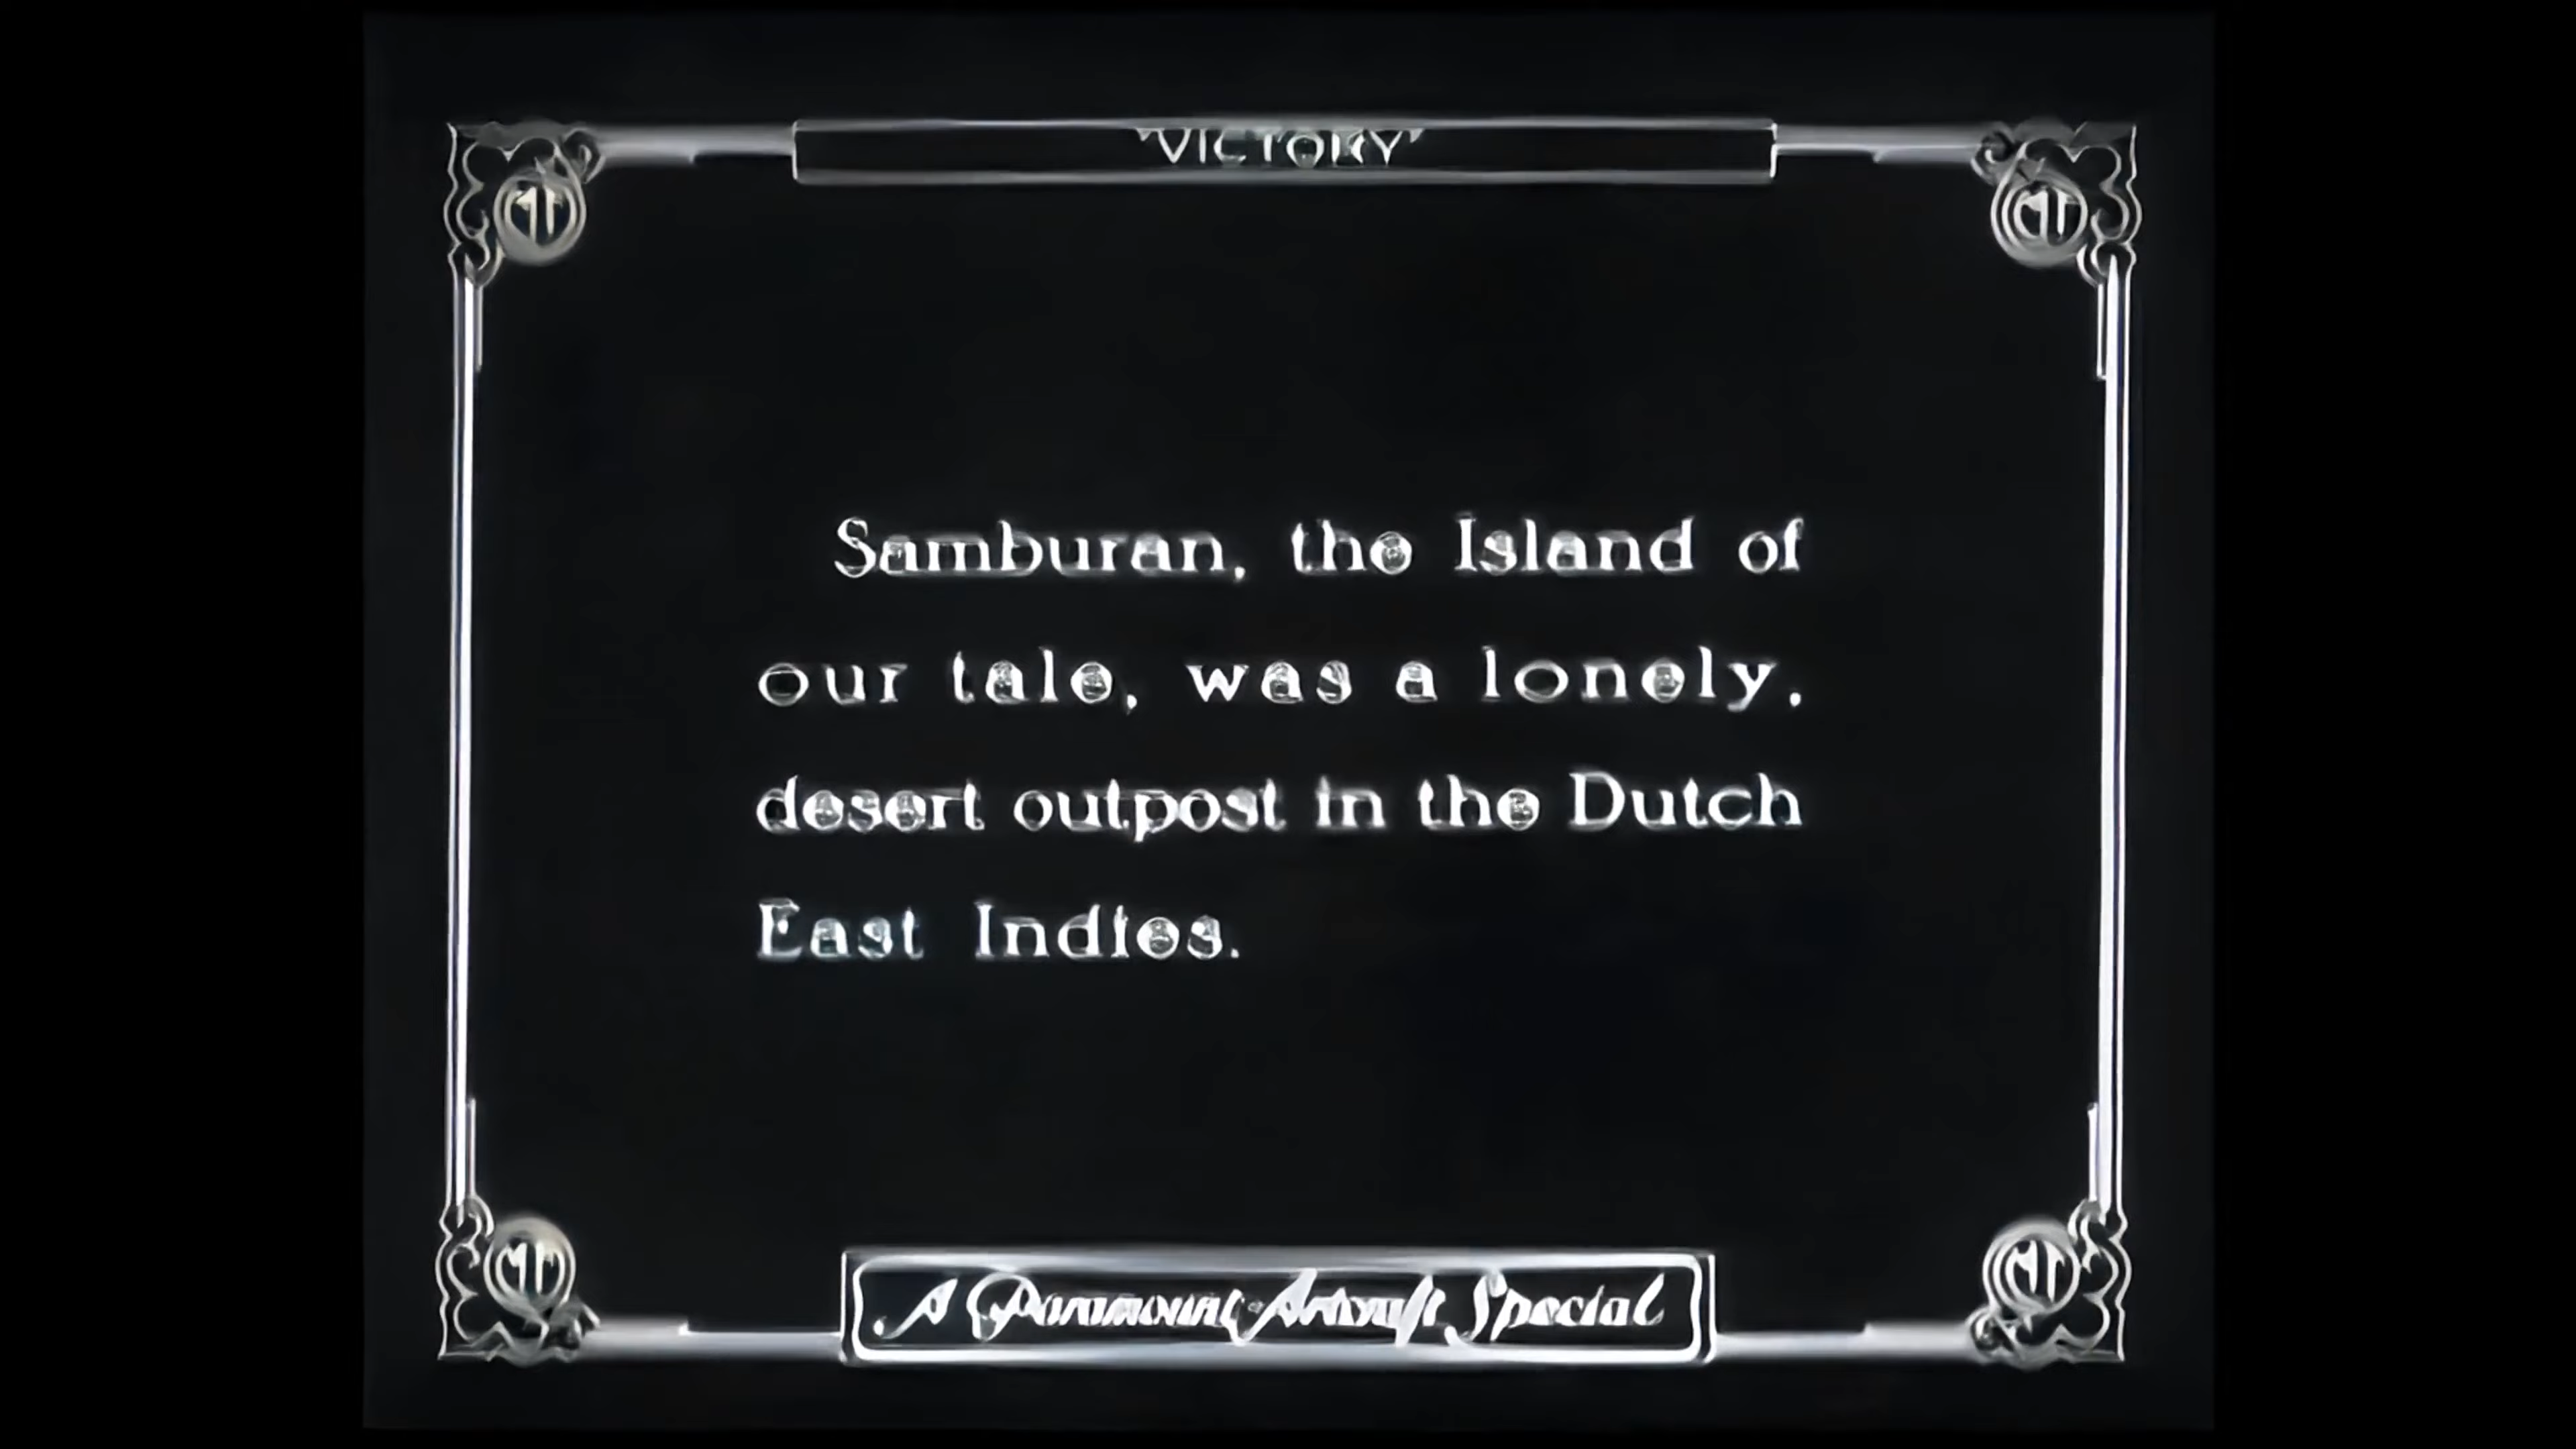 "VICTORY"
Samburan, the Island of
our tale, was a lonely,
desert outpost in the Dutch
East Indies.
A Paramount-Artcraft Special